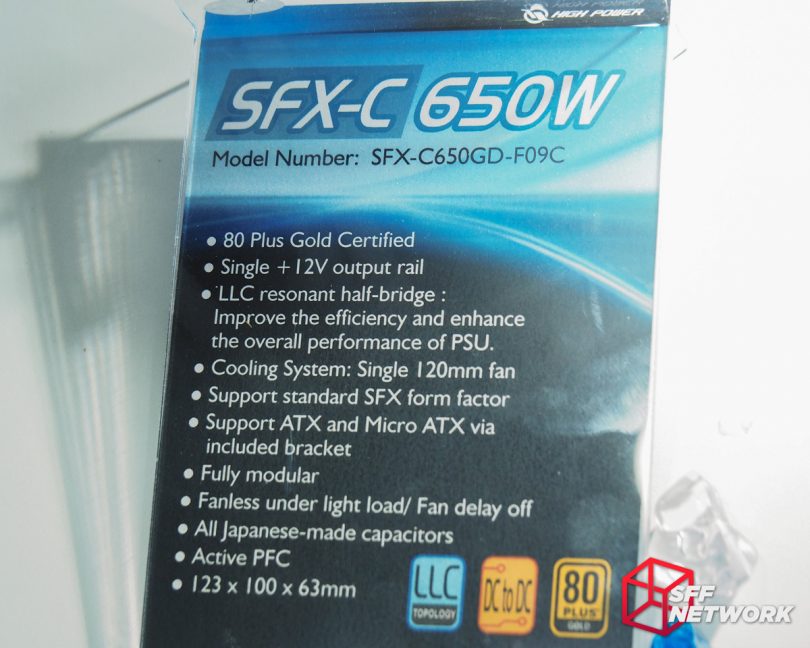 HIGH POWER
SFX-C 650W
Model Number: SFX-C650GD-F09C
• 80 Plus Gold Certified
• Single +12V output rail
• LLC resonant half-bridge :
Improve the efficiency and enhance
the overall performance of PSU.
• Cooling System: Single 120mm fan
• Support standard SFX form factor
• Support ATX and Micro ATX via
included bracket
• Fully modular
• Fanless under light load/ Fan delay off
• All Japanese-made capacitors
• Active PFC
• 123 x 100 x 63mm
LLC
TOPOLOGY
DC to DC
80
PLUS
GOLD
SFF
NETWORK